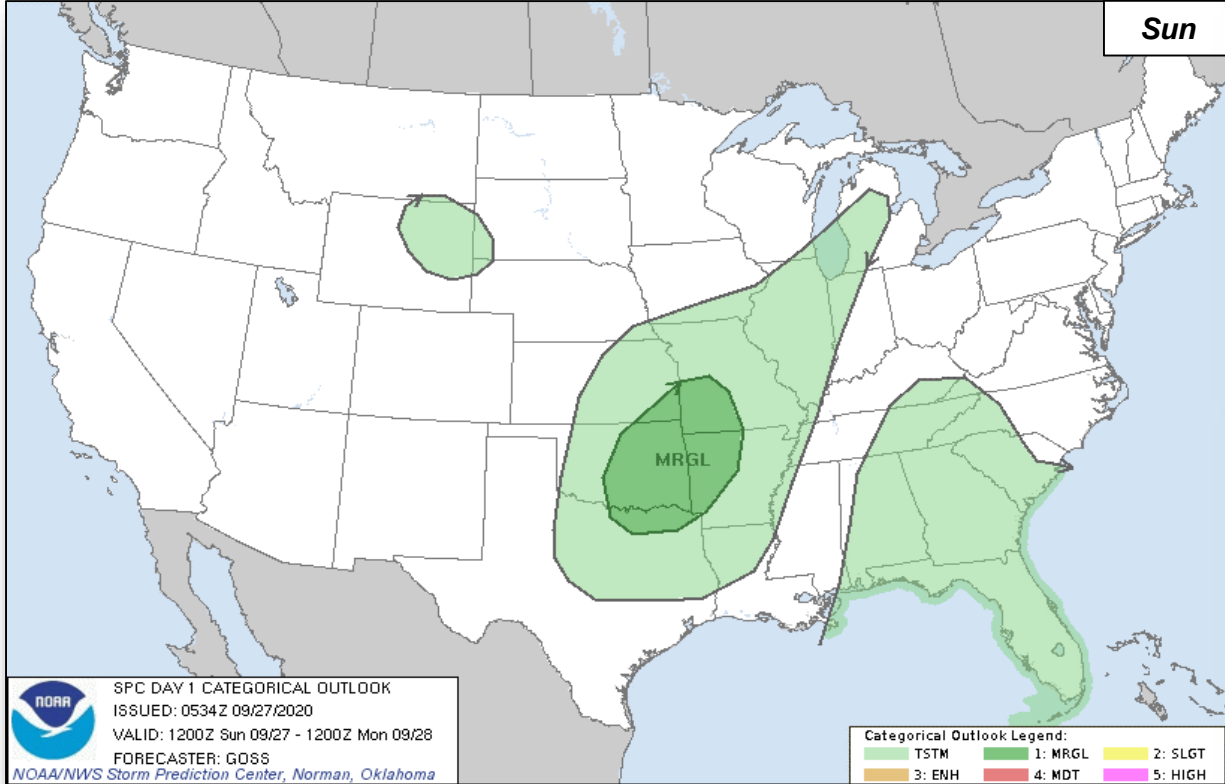 Sun
MRGL
NOAA
SPC DAY 1 CATEGORICAL OUTLOOK
ISSUED: 0534Z 09/27/2020
VALID: 1200Z Sun 09/27 - 1200Z Mon 09/28
FORECASTER: GOSS
NOAA/NWS Storm Prediction Center, Norman, Oklahoma
Categorical Outlook Legend:
TSTM 1: MRGL 2: SLGT
3: ENH 4: MDT 5: HIGH